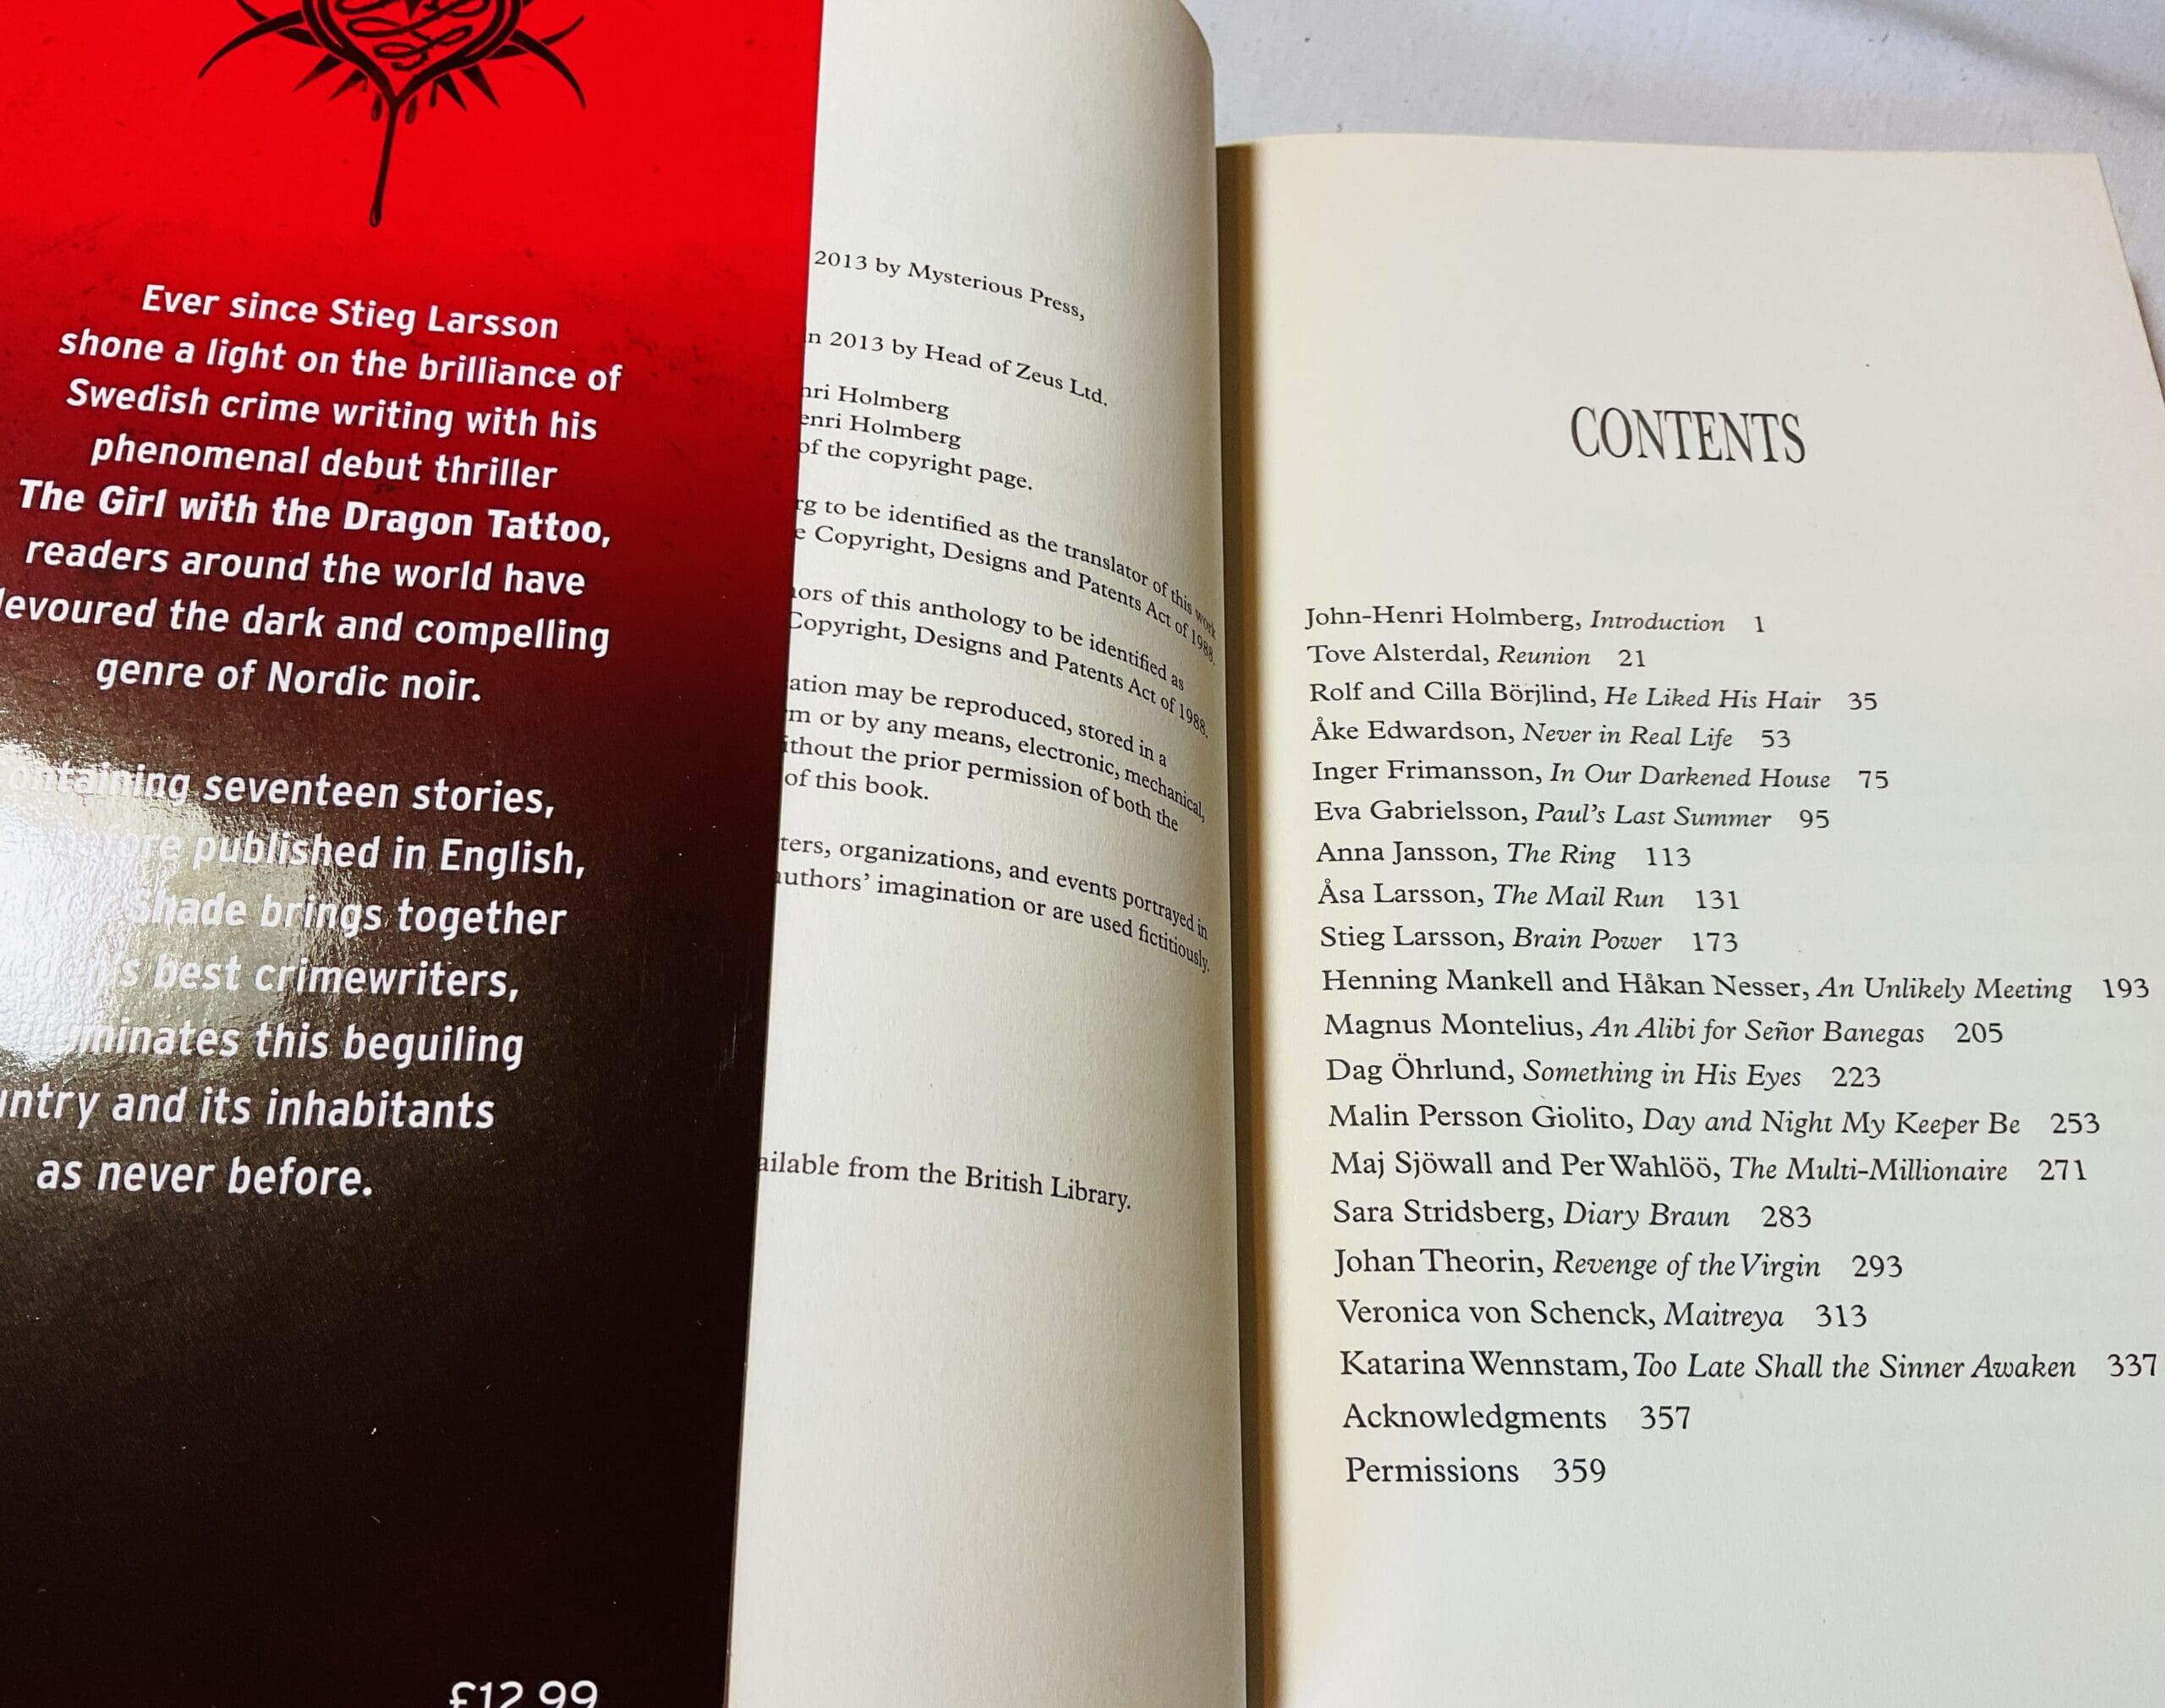 Ever since Stieg Larsson
shone a light on the brilliance of
Swedish crime writing with his
phenomenal debut thriller
The Girl with the Dragon Tattoo,
readers around the world have
devoured the dark and compelling
genre of Nordic noir.
ontaining seventeen stories,
before published in English,
Shade brings together
best crimewriters,
minates this beguiling
untry and its inhabitants
as never before.
£12.99
2013 by Mysterious Press,
n 2013 by Head of Zeus Ltd.
nri Holmberg
enri Holmberg
of the copyright page.
rg to be identified as the translator of this work
e Copyright, Designs and Patents Act of 1988.
ors of this anthology to be identified as
Copyright, Designs and Patents Act of 1988.
ation may be reproduced, stored in a
m or by any means, electronic, mechanical,
ithout the prior permission of both the
of this book.
ters, organizations, and events portrayed in
authors’ imagination or are used fictitiously.
ailable from the British Library.
CONTENTS
John-Henri Holmberg, Introduction 1
Tove Alsterdal, Reunion 21
Rolf and Cilla Börjlind, He Liked His Hair 35
Åke Edwardson, Never in Real Life 53
Inger Frimansson, In Our Darkened House 75
Eva Gabrielsson, Paul’s Last Summer 95
Anna Jansson, The Ring 113
Åsa Larsson, The Mail Run 131
Stieg Larsson, Brain Power 173
Henning Mankell and Håkan Nesser, An Unlikely Meeting 193
Magnus Montelius, An Alibi for Señor Banegas 205
Dag Öhrlund, Something in His Eyes 223
Malin Persson Giolito, Day and Night My Keeper Be 253
Maj Sjöwall and Per Wahlöö, The Multi-Millionaire 271
Sara Stridsberg, Diary Braun 283
Johan Theorin, Revenge of the Virgin 293
Veronica von Schenck, Maitreya 313
Katarina Wennstam, Too Late Shall the Sinner Awaken 337
Acknowledgments 357
Permissions 359